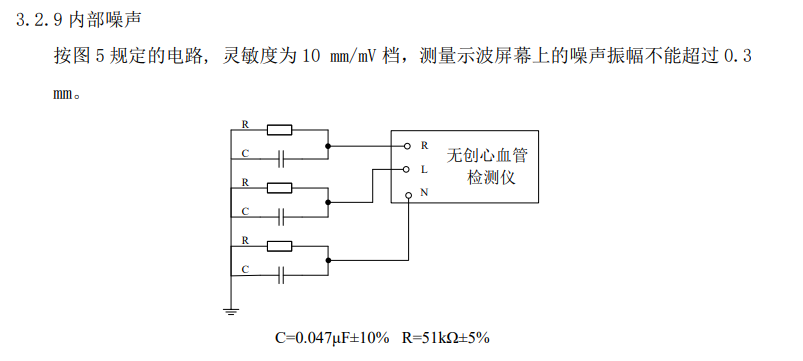 3.2.9 内部噪声
按图 5 规定的电路, 灵敏度为 10 mm/mV 档，测量示波屏幕上的噪声振幅不能超过 0.3
mm。
R
C
R
C
R
C
R
L
N
无创心血管
检测仪
C=0.047μF±10% R=51kΩ±5%